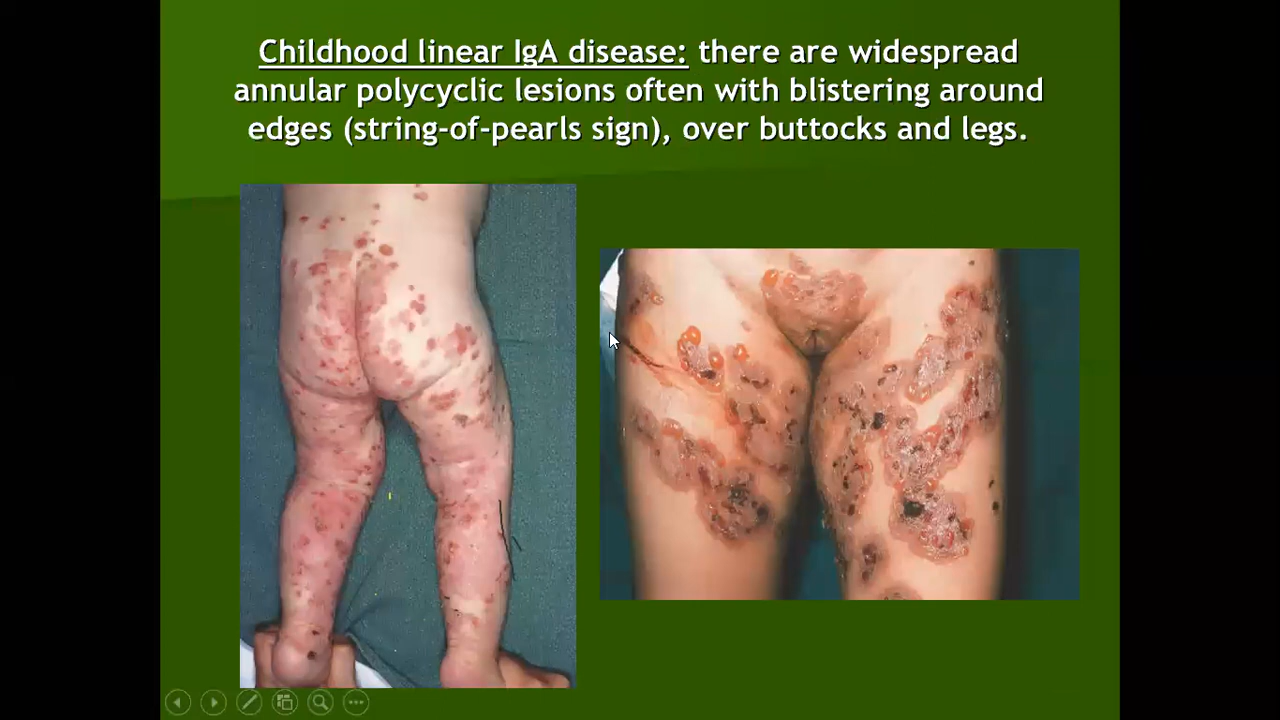 Childhood linear IgA disease: there are widespread
annular polycyclic lesions often with blistering around
edges (string-of-pearls sign), over buttocks and legs.